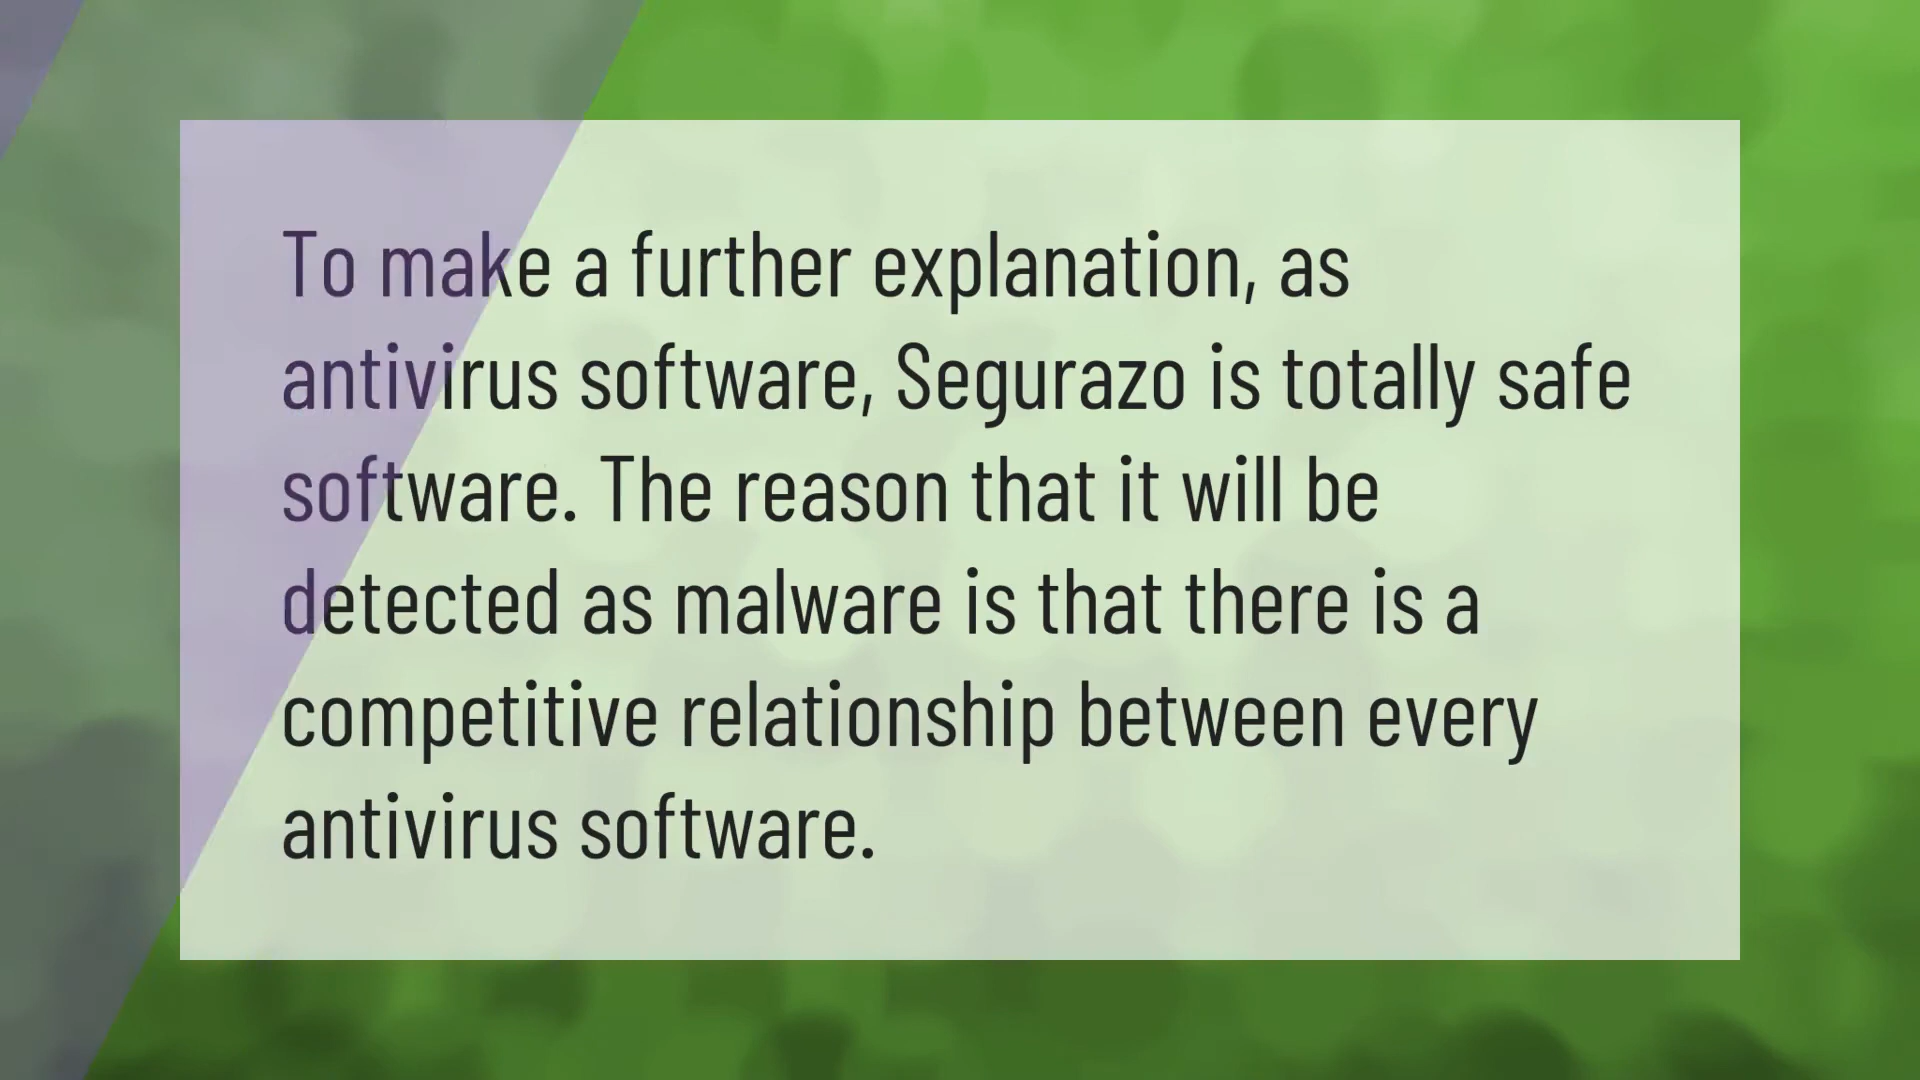 To make a further explanation, as
antivirus software, Segurazo is totally safe
software. The reason that it will be
detected as malware is that there is a
competitive relationship between every
antivirus software.